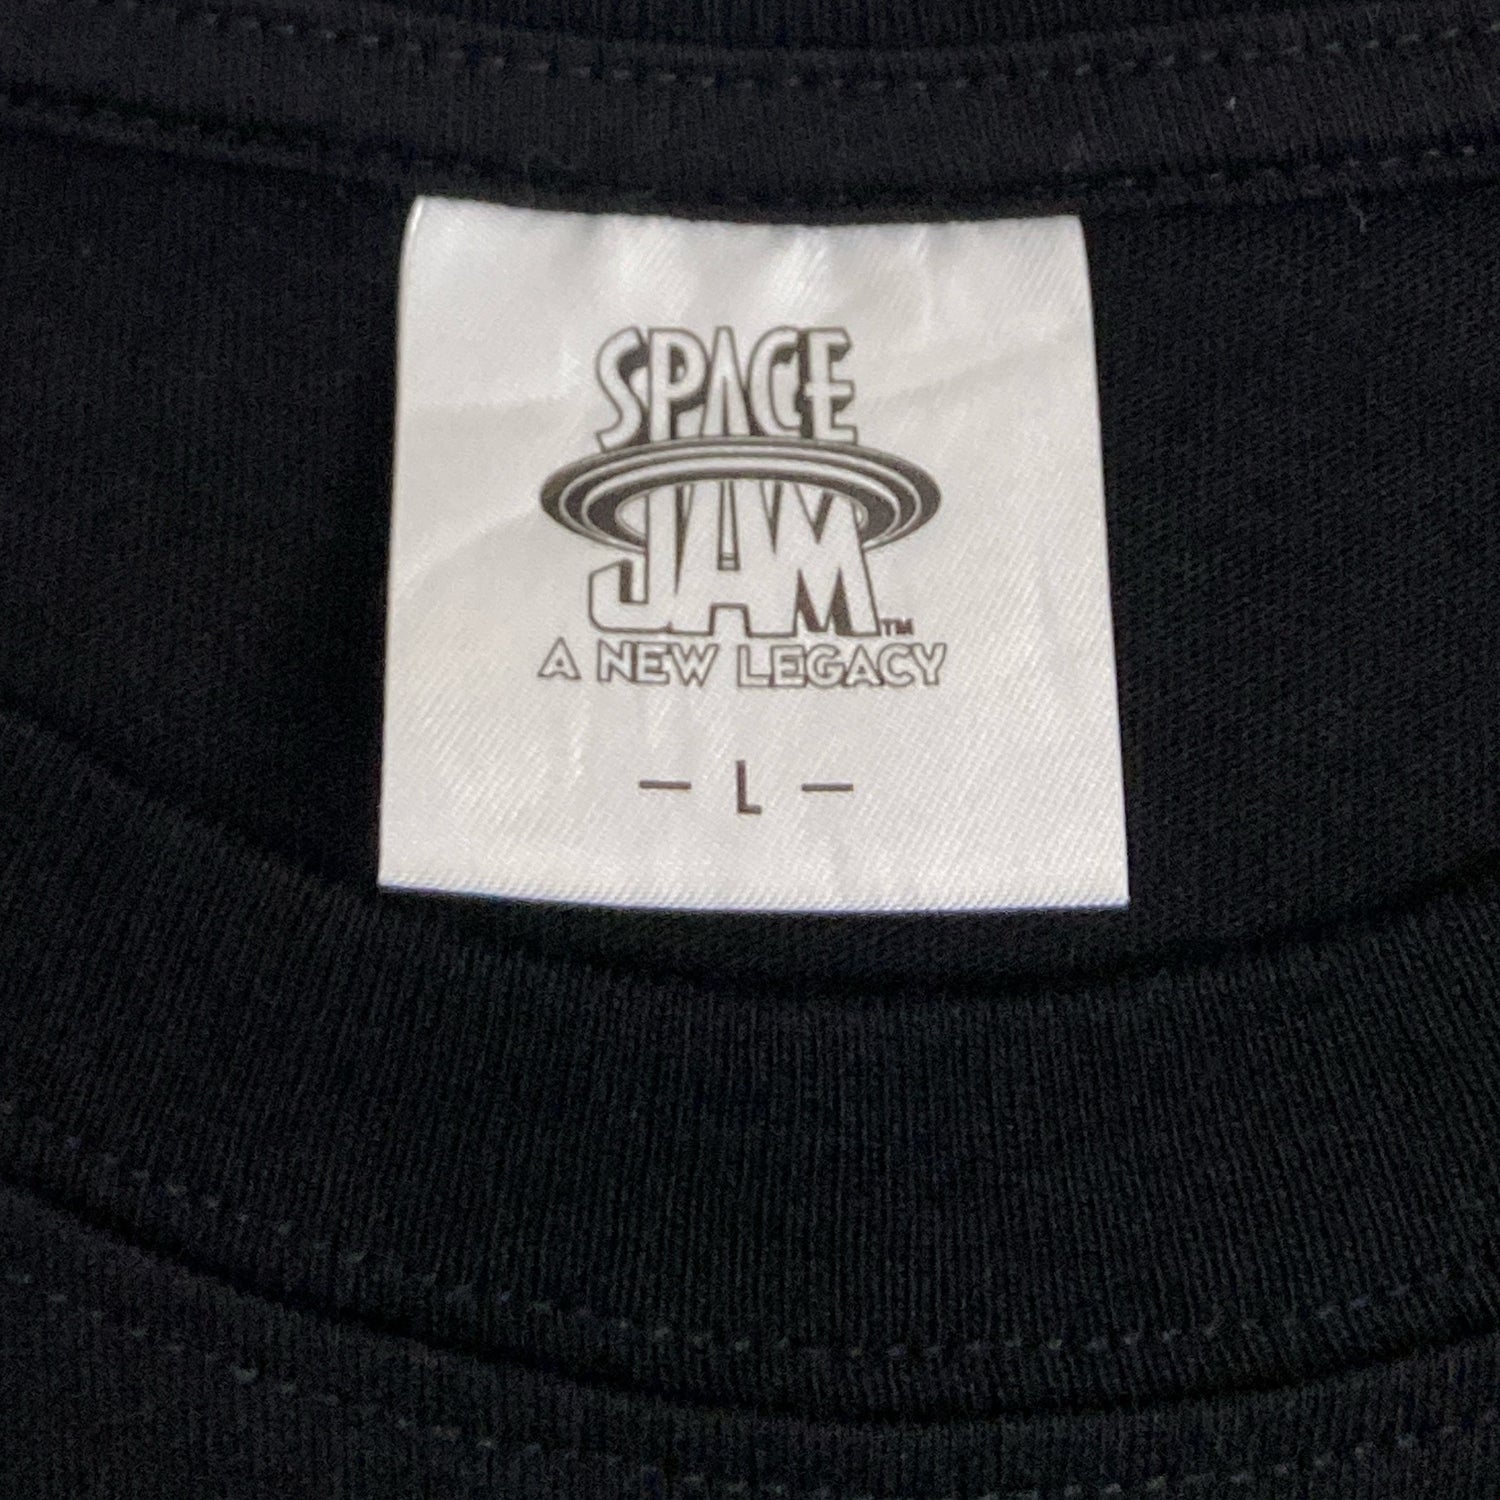 SPACE
JAM™
A NEW LEGACY
- L -